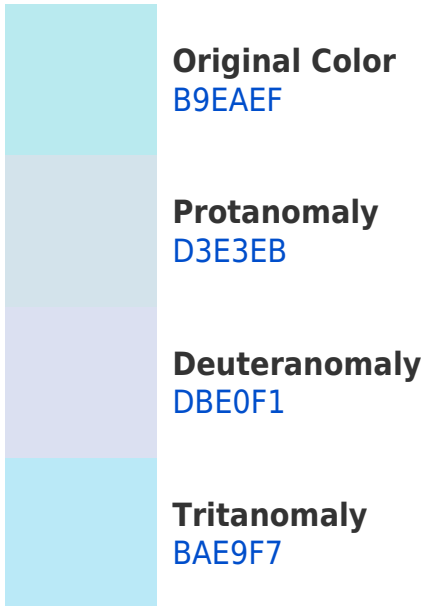 Original Color
B9EAEF
Protanomaly
D3E3EB
Deuteranomaly
DBE0F1
Tritanomaly
BAE9F7